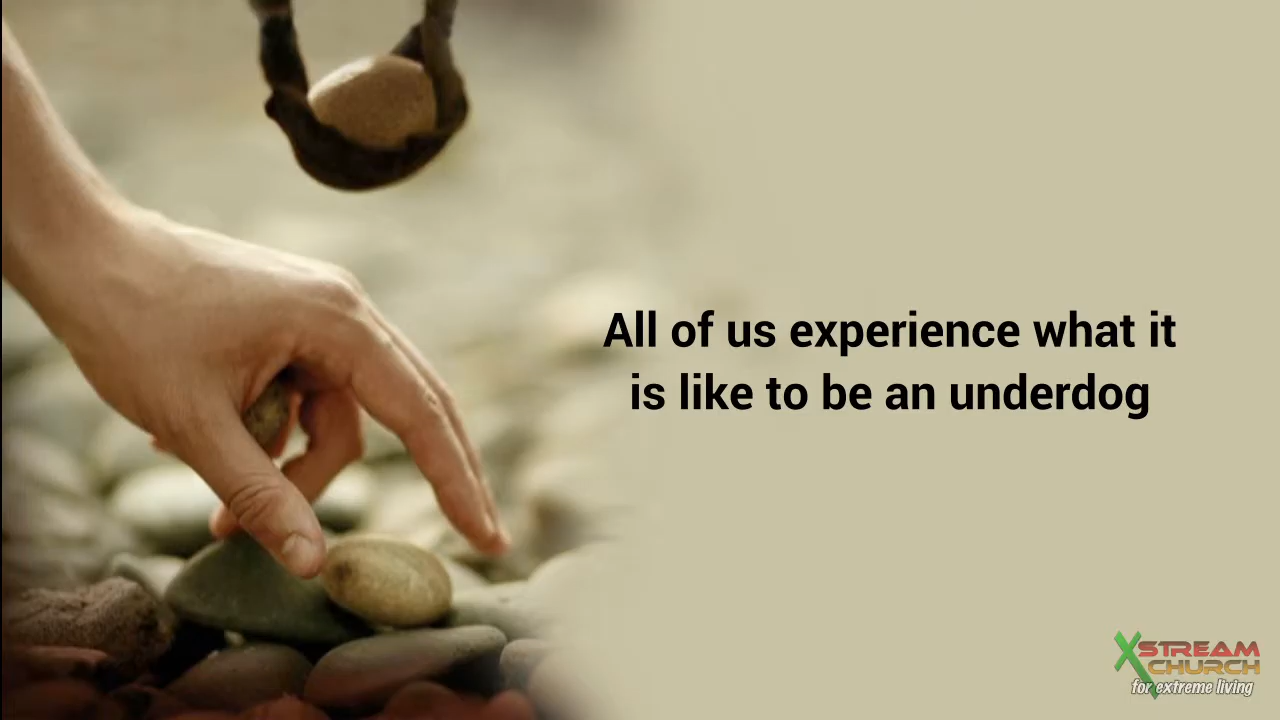 All of us experience what it
is like to be an underdog
XSTREAM
CHURCH
for extreme living